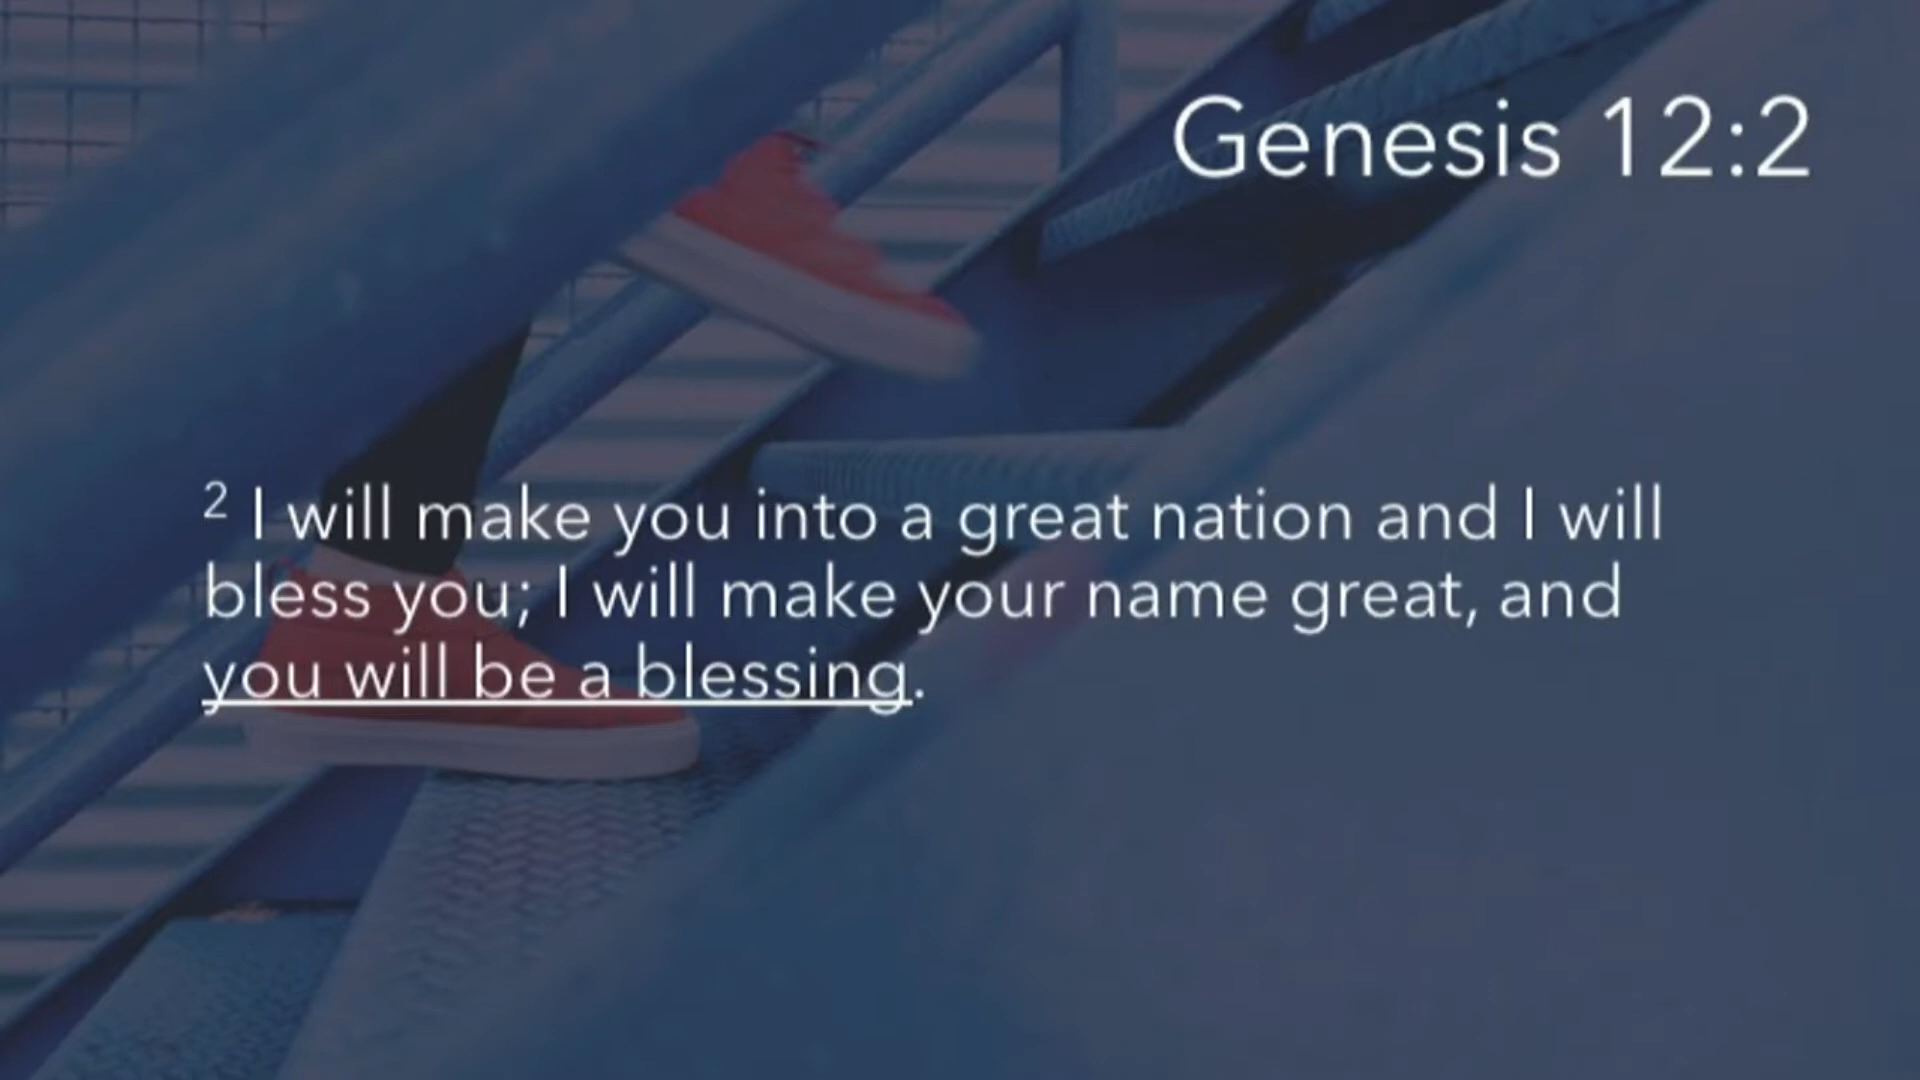 Genesis 12:2
2 I will make you into a great nation and I will
bless you; I will make your name great, and
you will be a blessing.